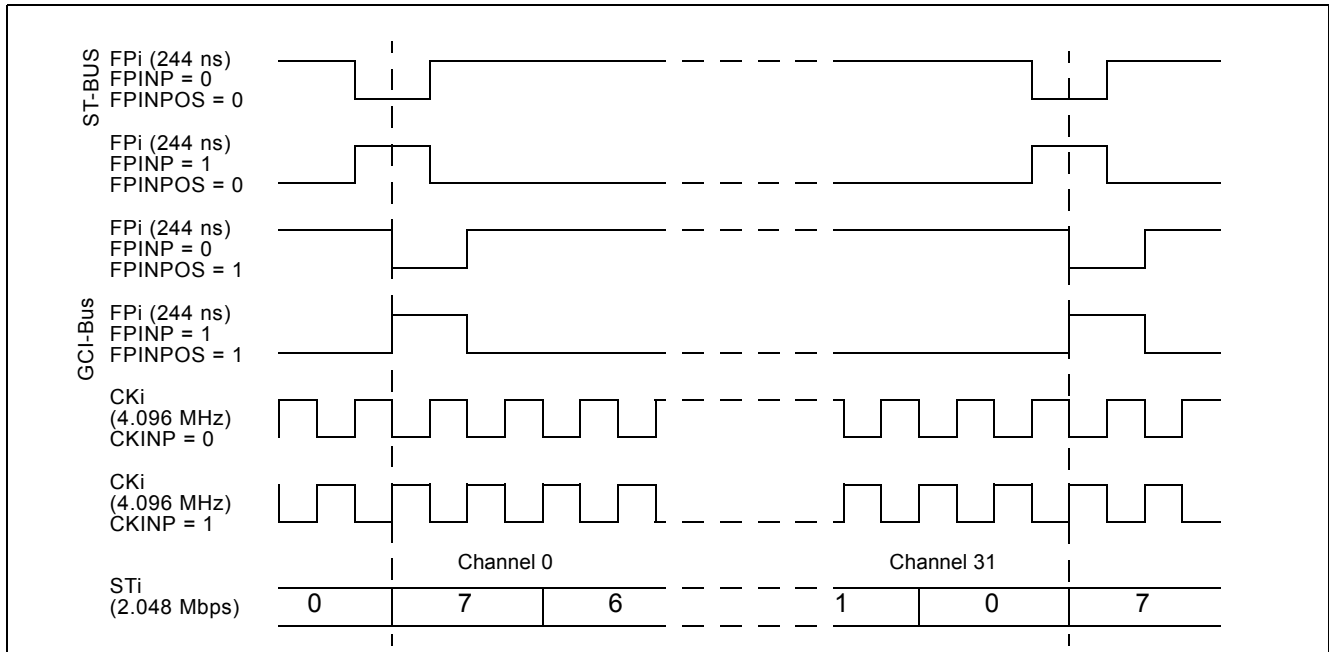 ST-BUS
FPi (244 ns)
FPINP = 0
FPINPOS = 0
FPi (244 ns)
FPINP = 1
FPINPOS = 0
FPi (244 ns)
FPINP = 0
FPINPOS = 1
GCI-Bus
FPi (244 ns)
FPINP = 1
FPINPOS = 1
CKi
(4.096 MHz)
CKINP = 0
CKi
(4.096 MHz)
CKINP = 1
Channel 0 Channel 31
STi
(2.048 Mbps)
0 7 6 1 0 7